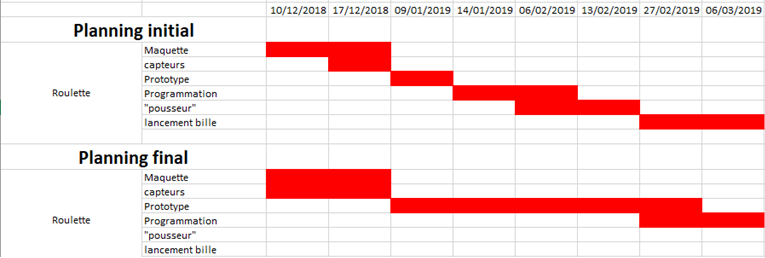 10/12/2018 17/12/2018 09/01/2019 14/01/2019 06/02/2019 13/02/2019 27/02/2019 06/03/2019
Planning initial
Roulette
Maquette
capteurs
Prototype
Programmation
"pousseur"
lancement bille
Planning final
Roulette
Maquette
capteurs
Prototype
Programmation
"pousseur"
lancement bille